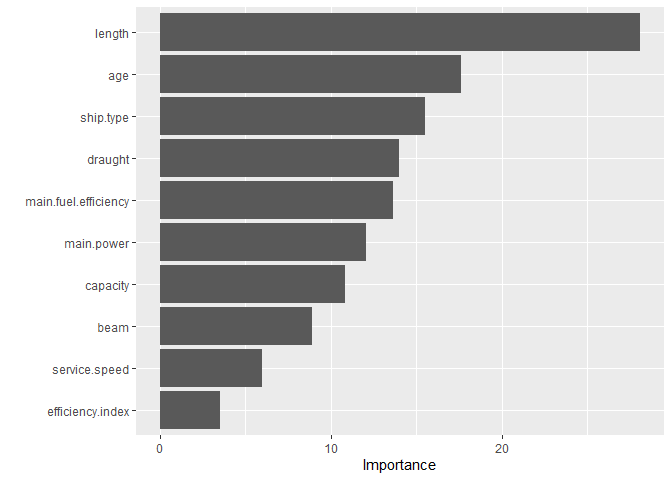 length
age
ship.type
draught
main.fuel.efficiency
main.power
capacity
beam
service.speed
efficiency.index
0 10 20
Importance